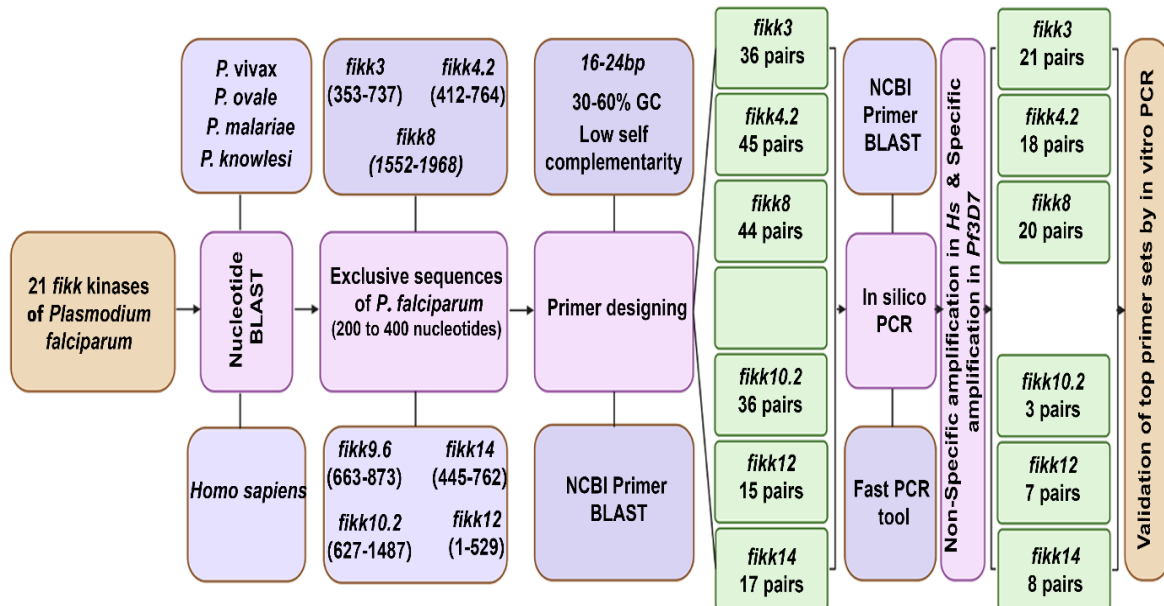 21 fikk kinases
of Plasmodium
falciparum
P. vivax
P. ovale
P. malariae
P. knowlesi
Nucleotide
BLAST
Homo sapiens
fikk3
(353-737)
fikk4.2
(412-764)
fikk8
(1552-1968)
Exclusive sequences
of P. falciparum
(200 to 400 nucleotides)
fikk9.6
(663-873)
fikk14
(445-762)
fikk10.2
(627-1487)
fikk12
(1-529)
16-24bp
30-60% GC
Low self
complementarity
Primer designing
NCBI Primer
BLAST
fikk3
36 pairs
fikk4.2
45 pairs
fikk8
44 pairs
fikk10.2
36 pairs
fikk12
15 pairs
fikk14
17 pairs
NCBI
Primer
BLAST
In silico
PCR
Fast PCR
tool
Non-Specific amplification in Hs & Specific
amplification in Pf3D7
fikk3
21 pairs
fikk4.2
18 pairs
fikk8
20 pairs
fikk10.2
3 pairs
fikk12
7 pairs
fikk14
8 pairs
Validation of top primer sets by in vitro PCR